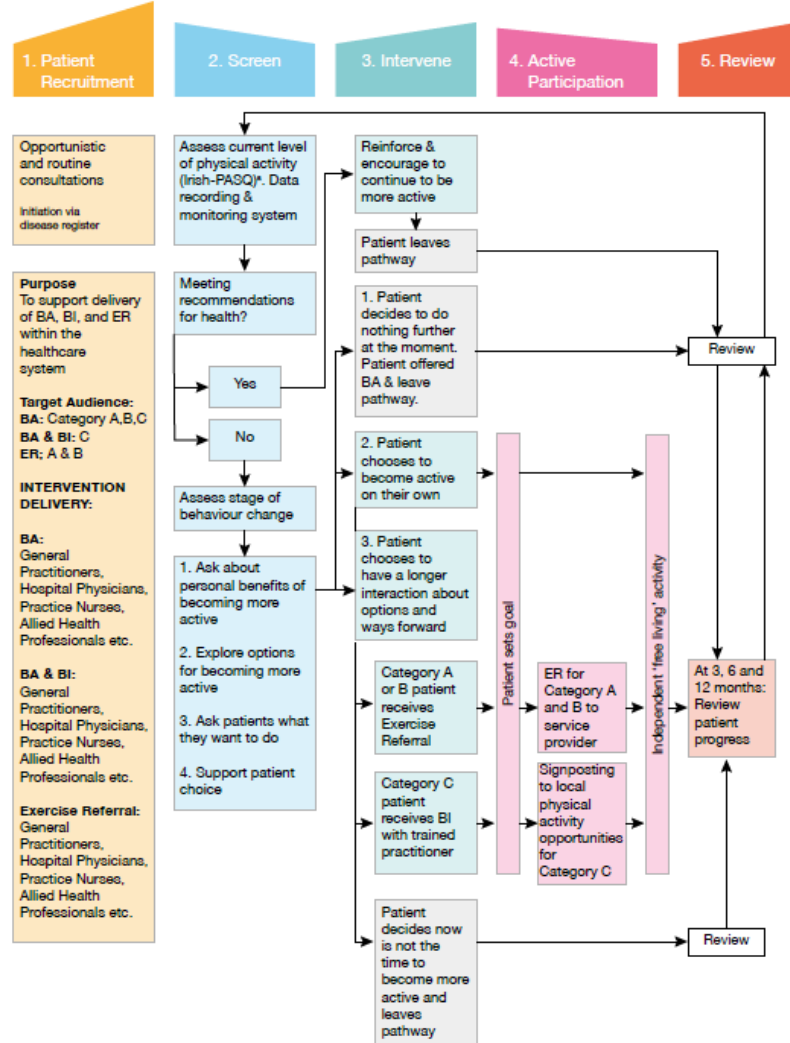 1. Patient
Recruitment
2. Screen
3. Intervene
4. Active
Participation
5. Review
Opportunistic
and routine
consultations
Initiation via
disease register
Purpose
To support delivery
of BA, BI, and ER
within the
healthcare
system
Target Audience:
BA: Category A,B,C
BA & BI: C
ER; A & B
INTERVENTION
DELIVERY:
BA:
General
Practitioners,
Hospital Physicians,
Practice Nurses,
Allied Health
Professionals etc.
BA & BI:
General
Practitioners,
Hospital Physicians,
Practice Nurses,
Allied Health
Professionals etc.
Exercise Referral:
General
Practitioners,
Hospital Physicians,
Practice Nurses,
Allied Health
Professionals etc.
Assess current level
of physical activity
(Irish-PASQ)ᴬ. Data
recording &
monitoring system
Meeting
recommendations
for health?
Yes
No
Assess stage of
behaviour change
1. Ask about
personal benefits of
becoming more
active
2. Explore options
for becoming more
active
3. Ask patients what
they want to do
4. Support patient
choice
Reinforce &
encourage to
continue to be
more active
Patient leaves
pathway
1. Patient
decides to do
nothing further
at the moment.
Patient offered
BA & leave
pathway.
2. Patient
chooses to
become active
on their own
3. Patient
chooses to
have a longer
interaction about
options and
ways forward
Category A
or B patient
receives
Exercise
Referral
Category C
patient
receives BI
with trained
practitioner
Patient
decides now
is not the
time to
become more
active and
leaves
pathway
Patient sets goal
ER for
Category A
and B to
service
provider
Signposting
to local
physical
activity
opportunities
for
Category C
Independent 'free living' activity
Review
At 3, 6 and
12 months:
Review
patient
progress
Review